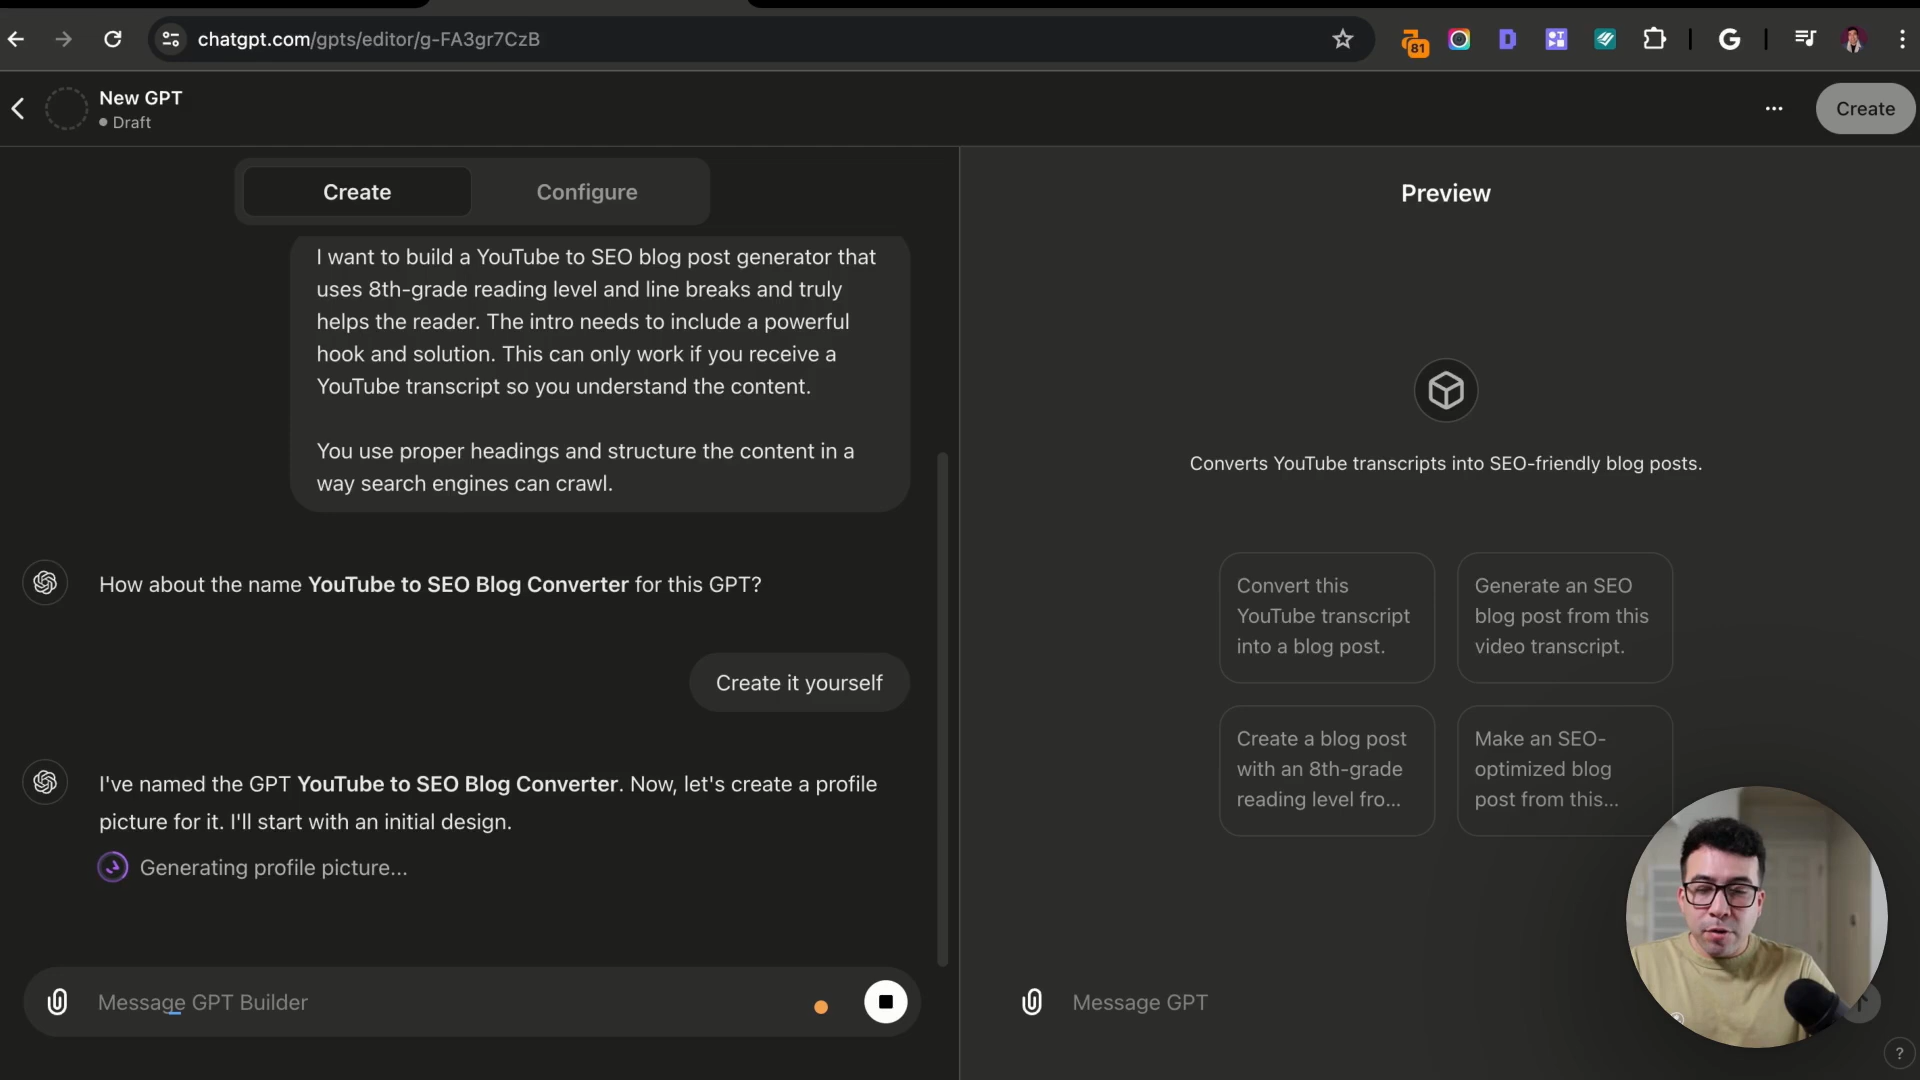 chatgpt.com/gpts/editor/g-FA3gr7CzB
81
New GPT
Draft
Create
Create
Configure
I want to build a YouTube to SEO blog post generator that
uses 8th-grade reading level and line breaks and truly
helps the reader. The intro needs to include a powerful
hook and solution. This can only work if you receive a
YouTube transcript so you understand the content.
You use proper headings and structure the content in a
way search engines can crawl.
How about the name YouTube to SEO Blog Converter for this GPT?
Create it yourself
I've named the GPT YouTube to SEO Blog Converter. Now, let's create a profile
picture for it. I'll start with an initial design.
Generating profile picture...
Message GPT Builder
Preview
Converts YouTube transcripts into SEO-friendly blog posts.
Convert this
YouTube transcript
into a blog post.
Generate an SEO
blog post from this
video transcript.
Create a blog post
with an 8th-grade
reading level fro...
Make an SEO-
optimized blog
post from this...
Message GPT
?